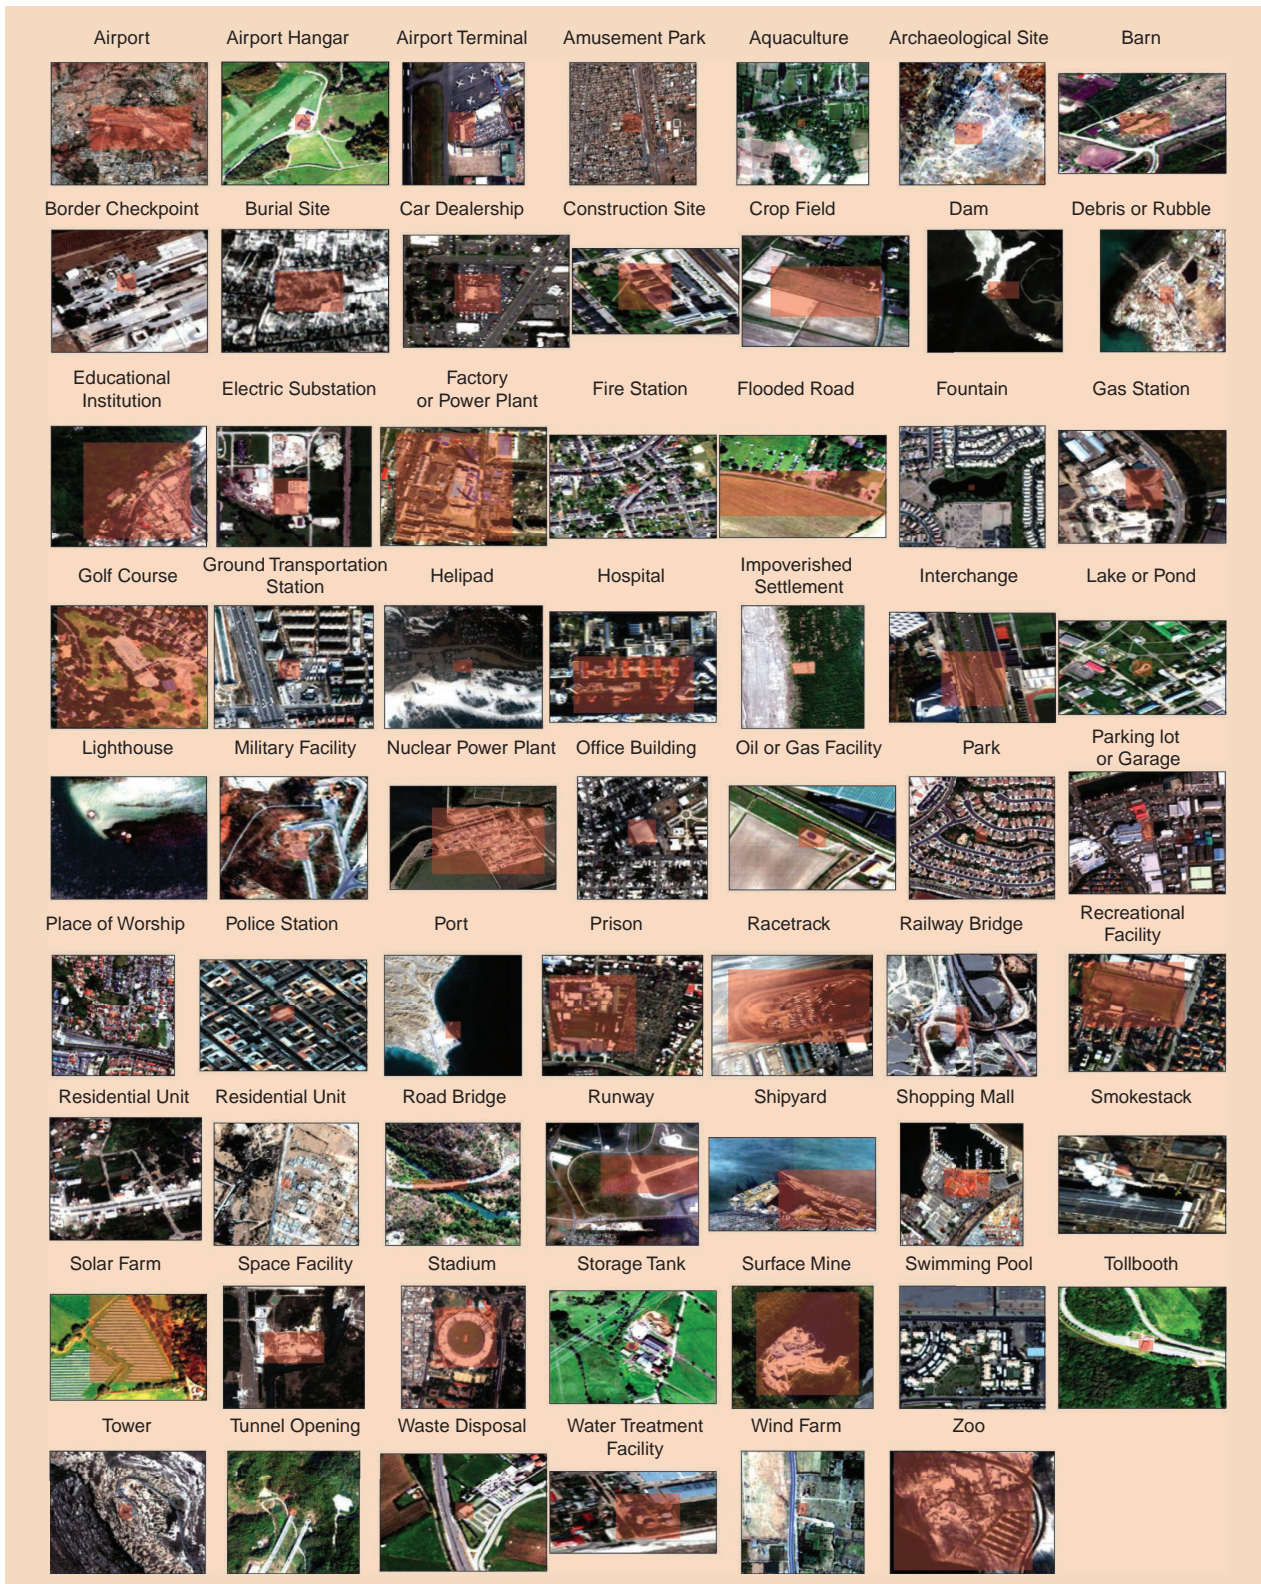 Airport
Airport Hangar
Airport Terminal
Amusement Park
Aquaculture
Archaeological Site
Barn
Border Checkpoint
Burial Site
Car Dealership
Construction Site
Crop Field
Dam
Debris or Rubble
Educational
Institution
Electric Substation
Factory
or Power Plant
Fire Station
Flooded Road
Fountain
Gas Station
Golf Course
Ground Transportation
Station
Helipad
Hospital
Impoverished
Settlement
Interchange
Lake or Pond
Lighthouse
Military Facility
Nuclear Power Plant
Office Building
Oil or Gas Facility
Park
Parking lot
or Garage
Place of Worship
Police Station
Port
Prison
Racetrack
Railway Bridge
Recreational
Facility
Residential Unit
Residential Unit
Road Bridge
Runway
Shipyard
Shopping Mall
Smokestack
Solar Farm
Space Facility
Stadium
Storage Tank
Surface Mine
Swimming Pool
Tollbooth
Tower
Tunnel Opening
Waste Disposal
Water Treatment
Facility
Wind Farm
Zoo